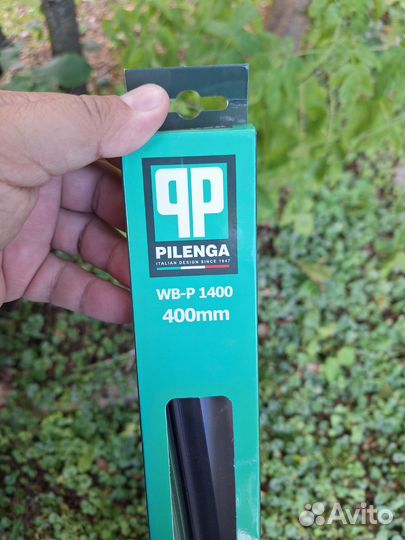 PILENGA
ITALIAN DESIGN SINCE 1947
WB-P 1400
400mm
Avito